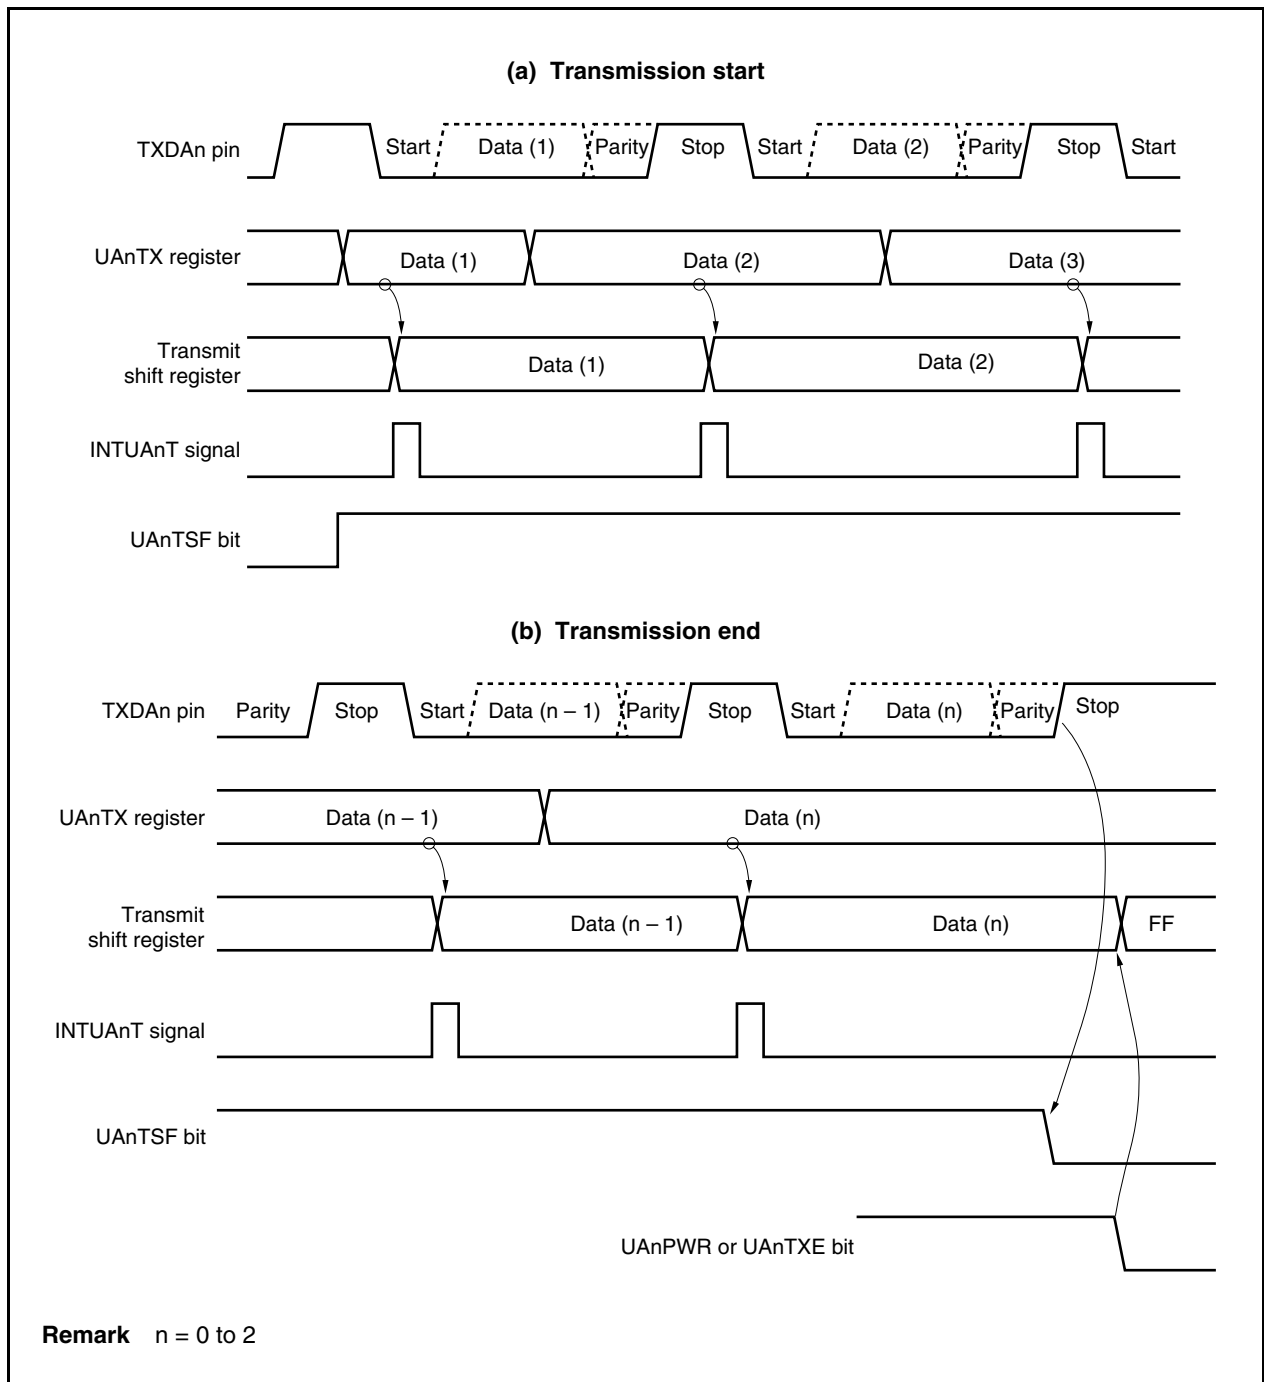 (a) Transmission start
TXDAn pin
Start Data (1) Parity Stop Start Data (2) Parity Stop Start
UAnTX register
Data (1) Data (2) Data (3)
Transmit
shift register
Data (1) Data (2)
INTUAnT signal
UAnTSF bit
(b) Transmission end
TXDAn pin
Parity Stop Start Data (n – 1) Parity Stop Start Data (n) Parity Stop
UAnTX register
Data (n – 1) Data (n)
Transmit
shift register
Data (n – 1) Data (n) FF
INTUAnT signal
UAnTSF bit
UAnPWR or UAnTXE bit
Remark n = 0 to 2